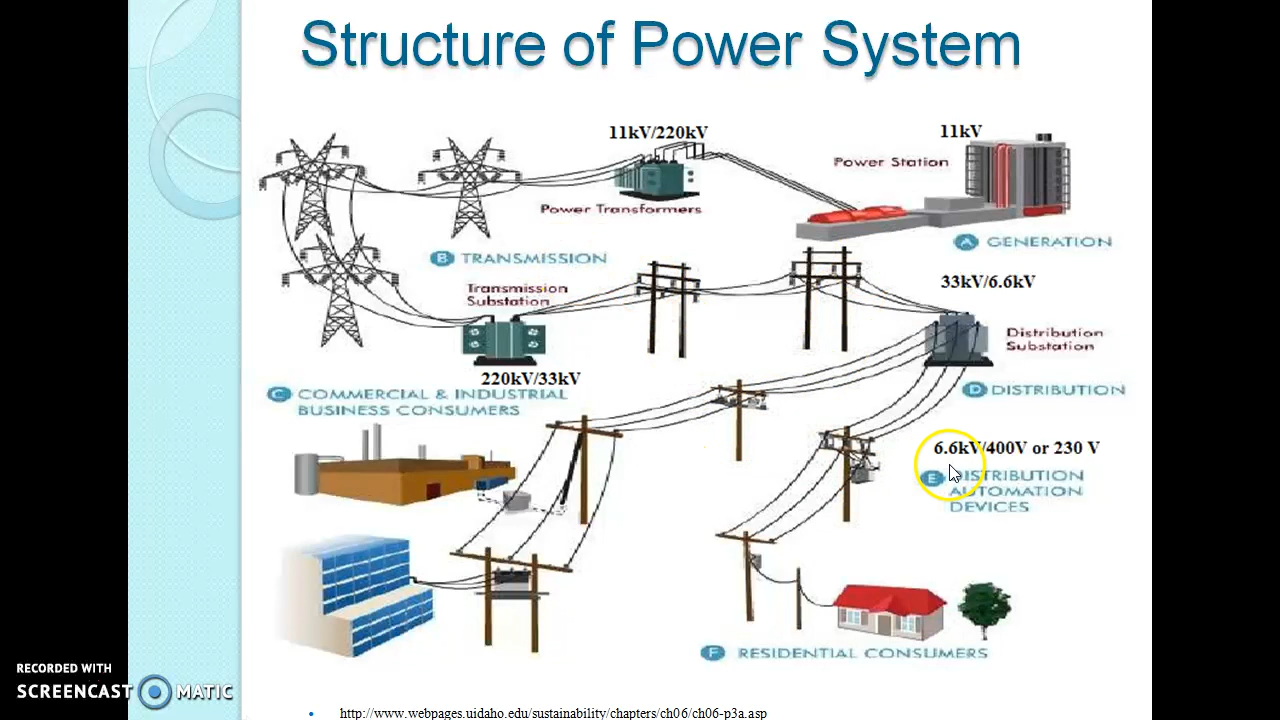 Structure of Power System
11kV/220kV
11kV
Power Station
Power Transformers
A GENERATION
B TRANSMISSION
33kV/6.6kV
Transmission
Substation
Distribution
Substation
220kV/33kV
C COMMERCIAL & INDUSTRIAL
BUSINESS CONSUMERS
D DISTRIBUTION
6.6kV/400V or 230 V
E DISTRIBUTION
AUTOMATION
DEVICES
F RESIDENTIAL CONSUMERS
RECORDED WITH
SCREENCAST MATIC
• http://www.webpages.uidaho.edu/sustainability/chapters/ch06/ch06-p3a.asp